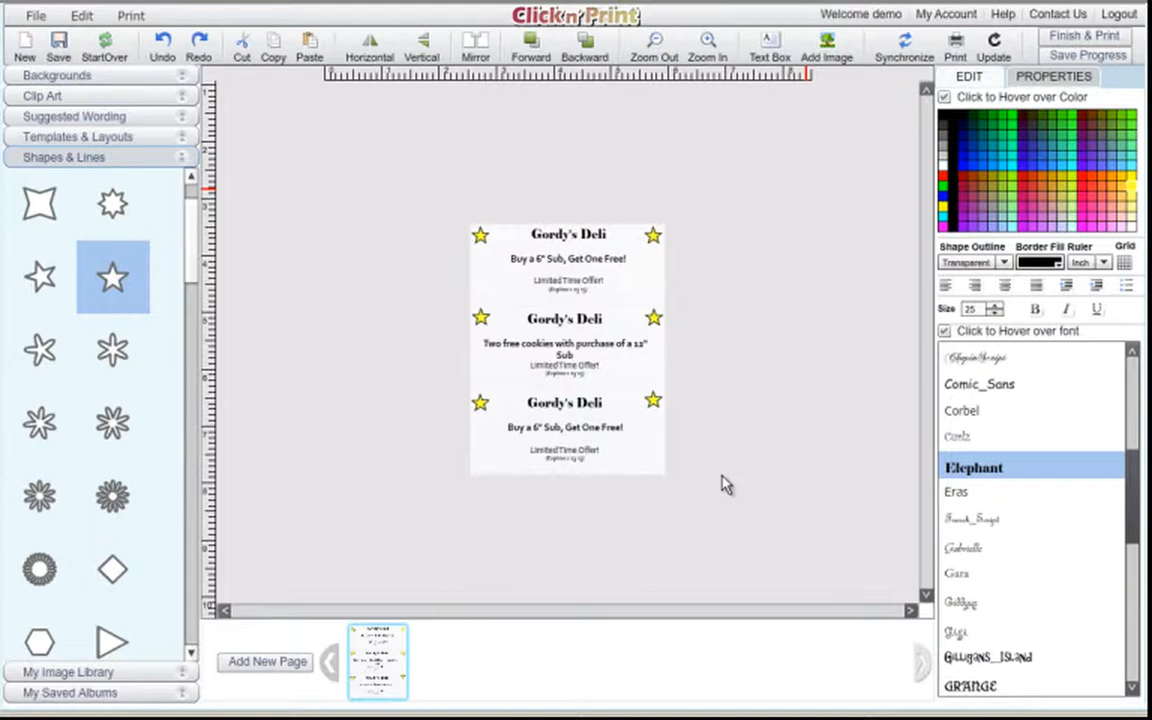 File Edit Print
Click n' Print
Welcome demo My Account Help Contact Us Logout
New Save StartOver Undo Redo Cut Copy Paste Horizontal Vertical Mirror Forward Backward Zoom Out Zoom In Text Box Add Image Synchronize Print Update
Finish & Print
Save Progress
Backgrounds
Clip Art
Suggested Wording
Templates & Layouts
Shapes & Lines
My Image Library
My Saved Albums
Gordy's Deli
Buy a 6" Sub, Get One Free!
Limited Time Offer!
Gordy's Deli
Two free cookies with purchase of a 12"
Sub
Limited Time Offer!
Gordy's Deli
Buy a 6" Sub, Get One Free!
Limited Time Offer!
Add New Page
EDIT PROPERTIES
Click to Hover over Color
Shape Outline Border Fill Ruler Grid
Transparent Inch
Size 25 B I U
Click to Hover over font
Comic_Sans
Corbel
Curlz
Elephant
Eras
French_Script
Gabrielle
Gara
Giddyup
Gigi
Gilligans_Island
GRANGE